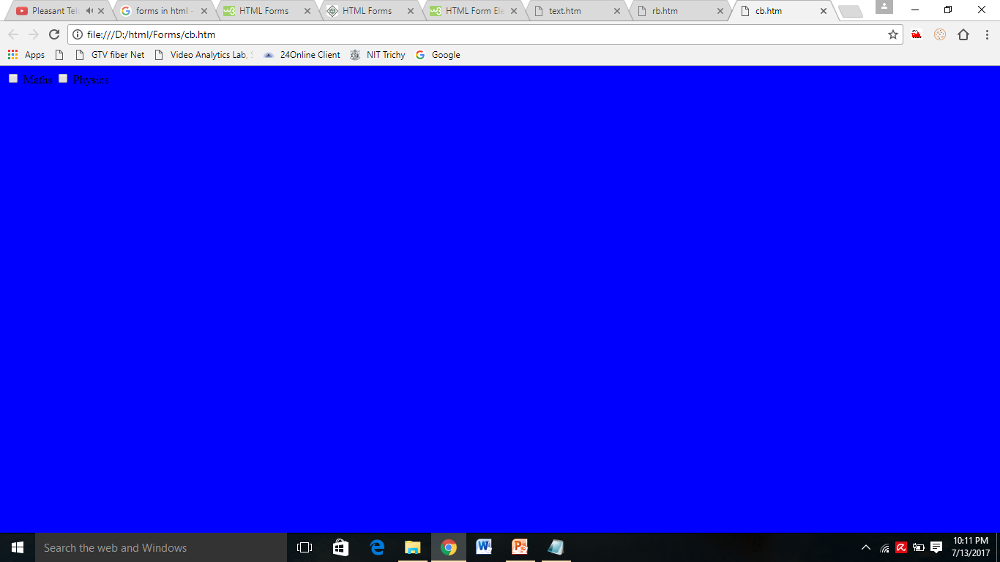 Pleasant Tel
forms in html -
HTML Forms
HTML Forms
HTML Form Ele
text.htm
rb.htm
cb.htm
file:///D:/html/Forms/cb.htm
Apps
GTV fiber Net
Video Analytics Lab,
24Online Client
NIT Trichy
Google
Maths
Physics
Search the web and Windows
10:11 PM
7/13/2017